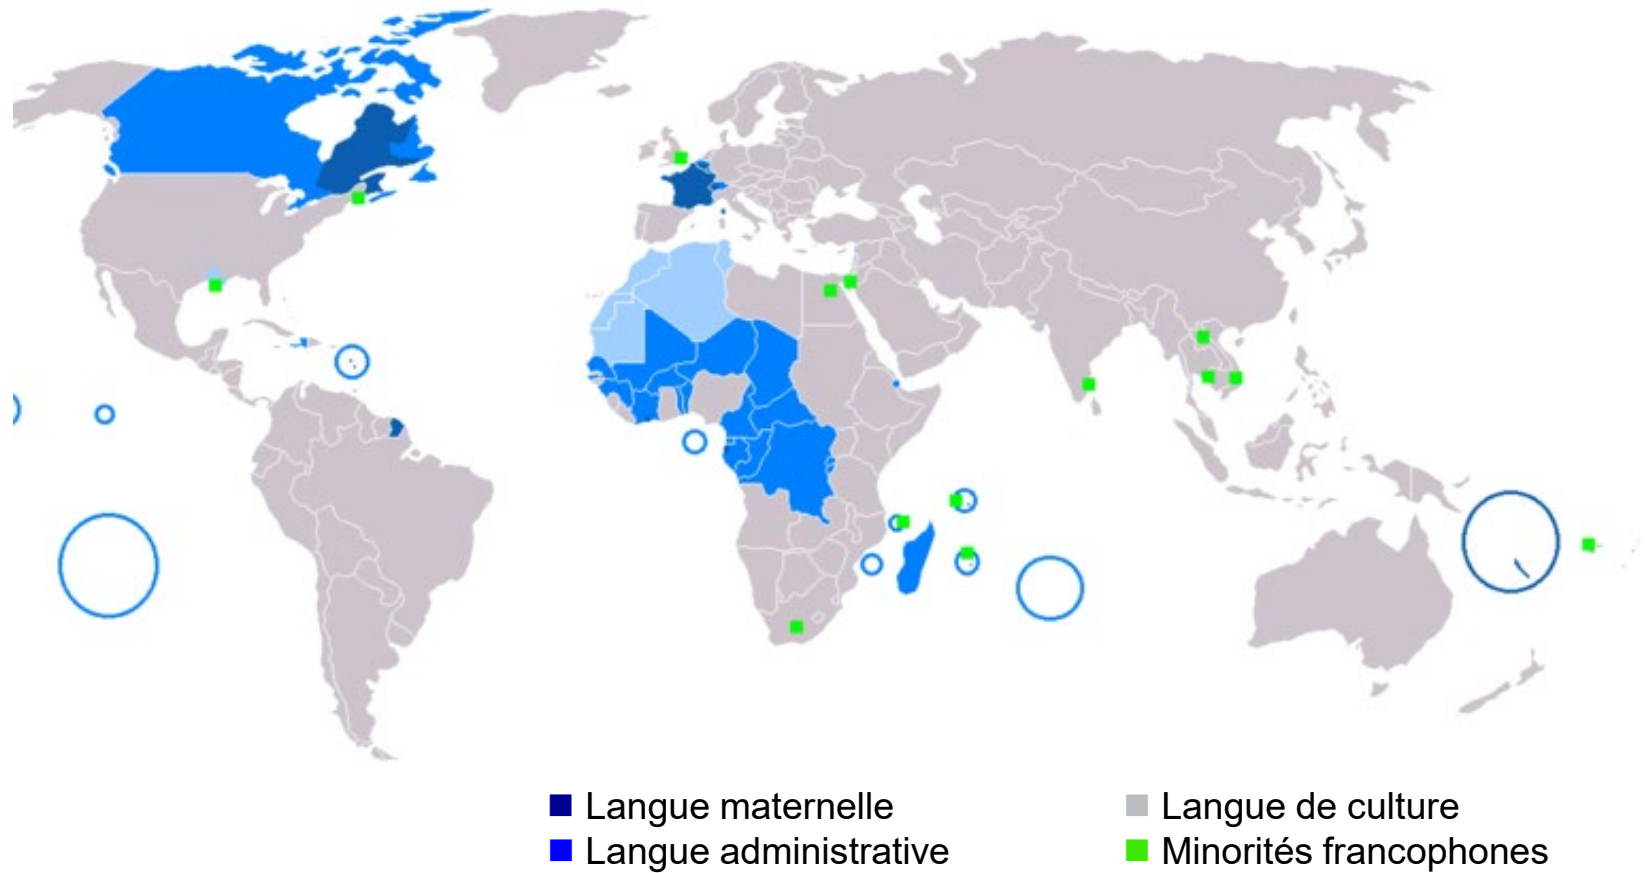 Langue maternelle
Langue administrative
Langue de culture
Minorités francophones